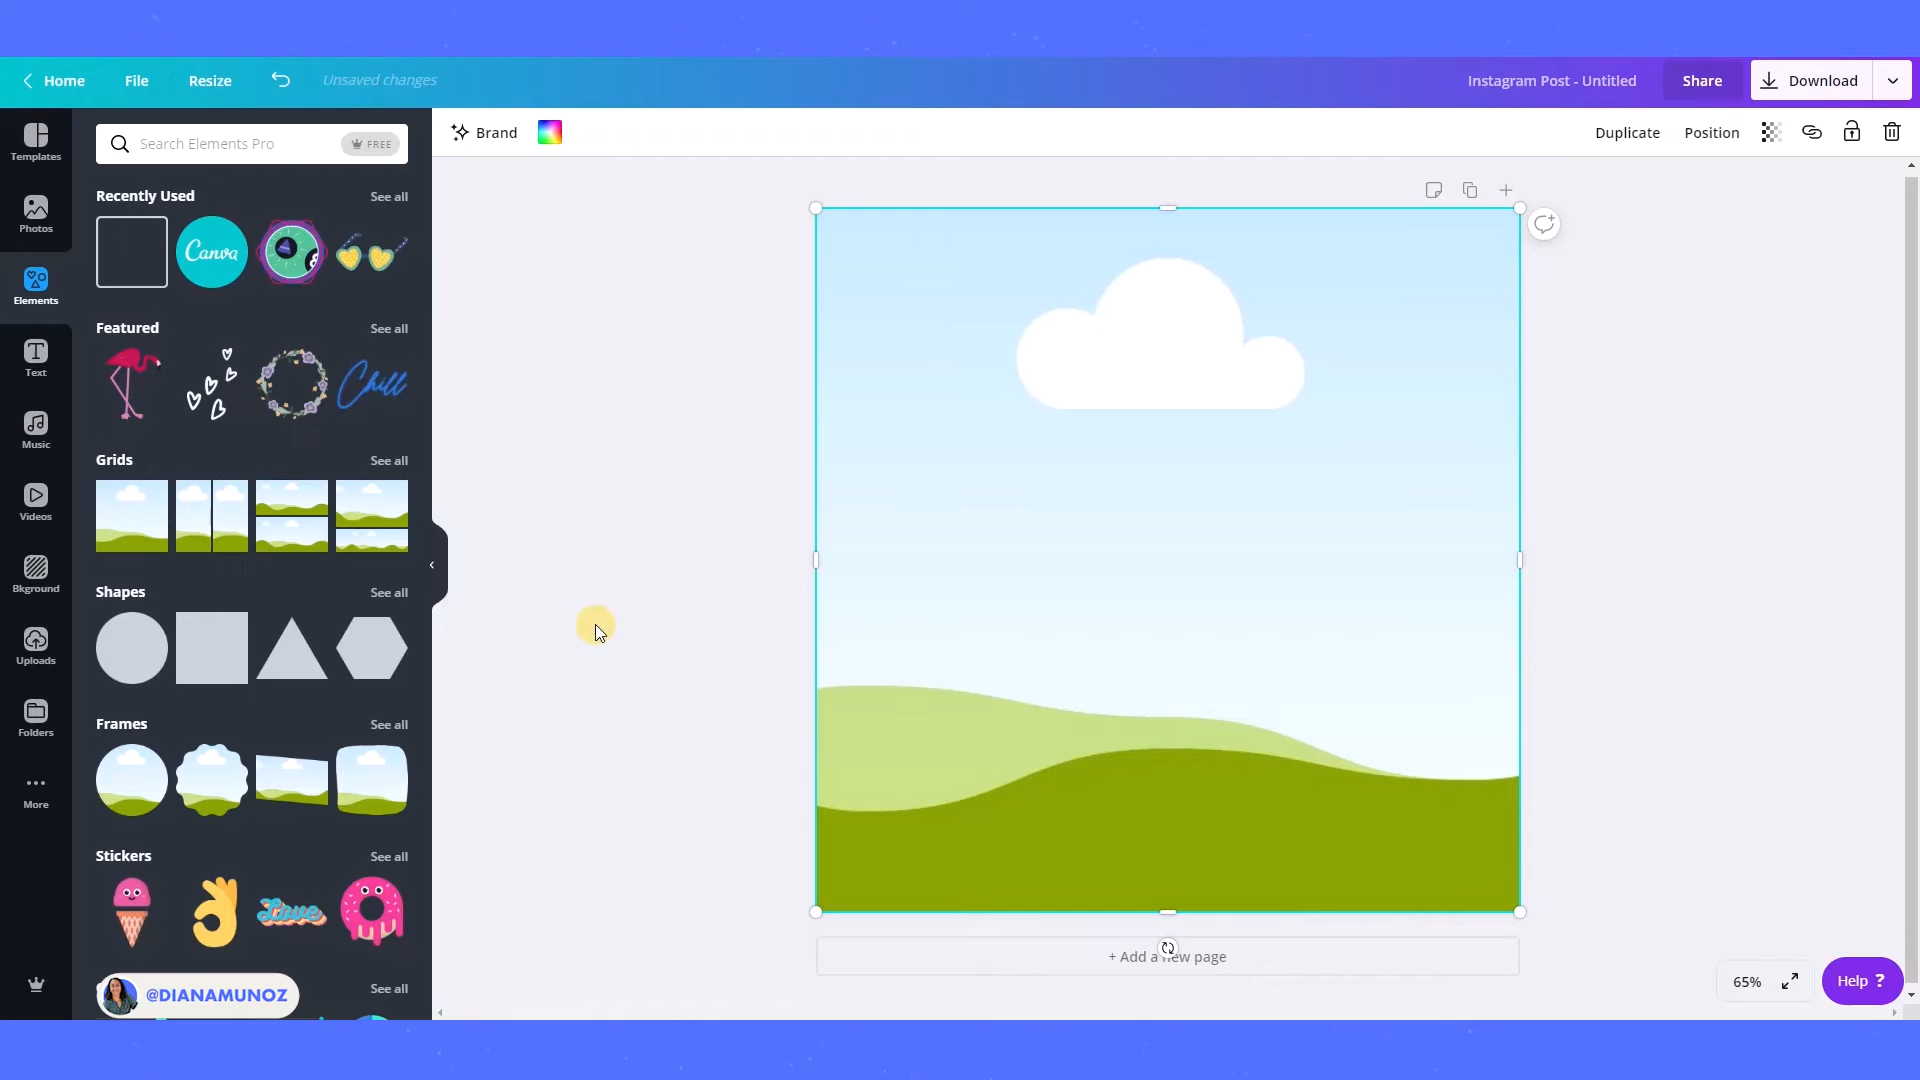 Home
File
Resize
Unsaved changes
Instagram Post - Untitled
Share
Download
Templates
Photos
Elements
Text
Music
Videos
Bkground
Uploads
Folders
More
Search Elements Pro
FREE
Recently Used
See all
Canva
Featured
See all
Chill
Grids
See all
Shapes
See all
Frames
See all
Stickers
See all
Love
@DIANAMUNOZ
See all
Brand
Duplicate
Position
+ Add a new page
65%
Help ?